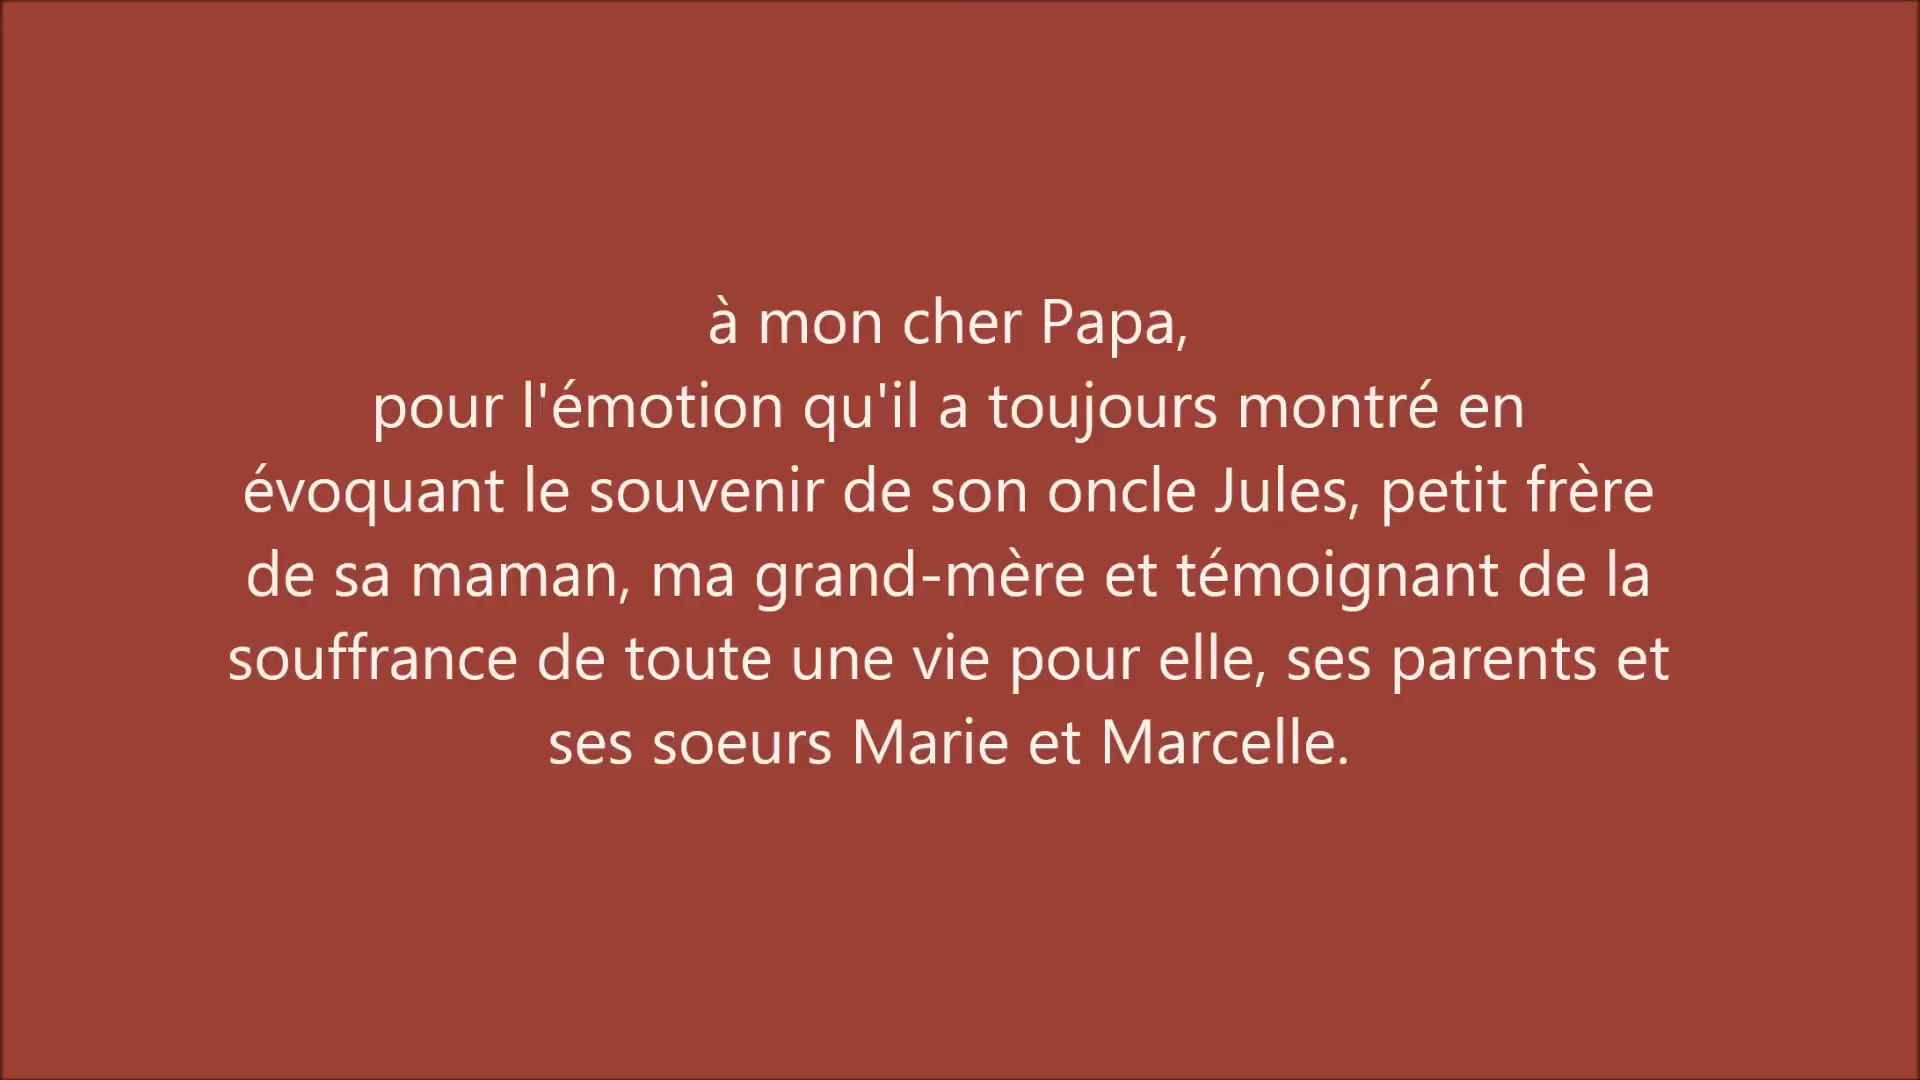 à mon cher Papa,
pour l'émotion qu'il a toujours montré en
évoquant le souvenir de son oncle Jules, petit frère
de sa maman, ma grand-mère et témoignant de la
souffrance de toute une vie pour elle, ses parents et
ses soeurs Marie et Marcelle.